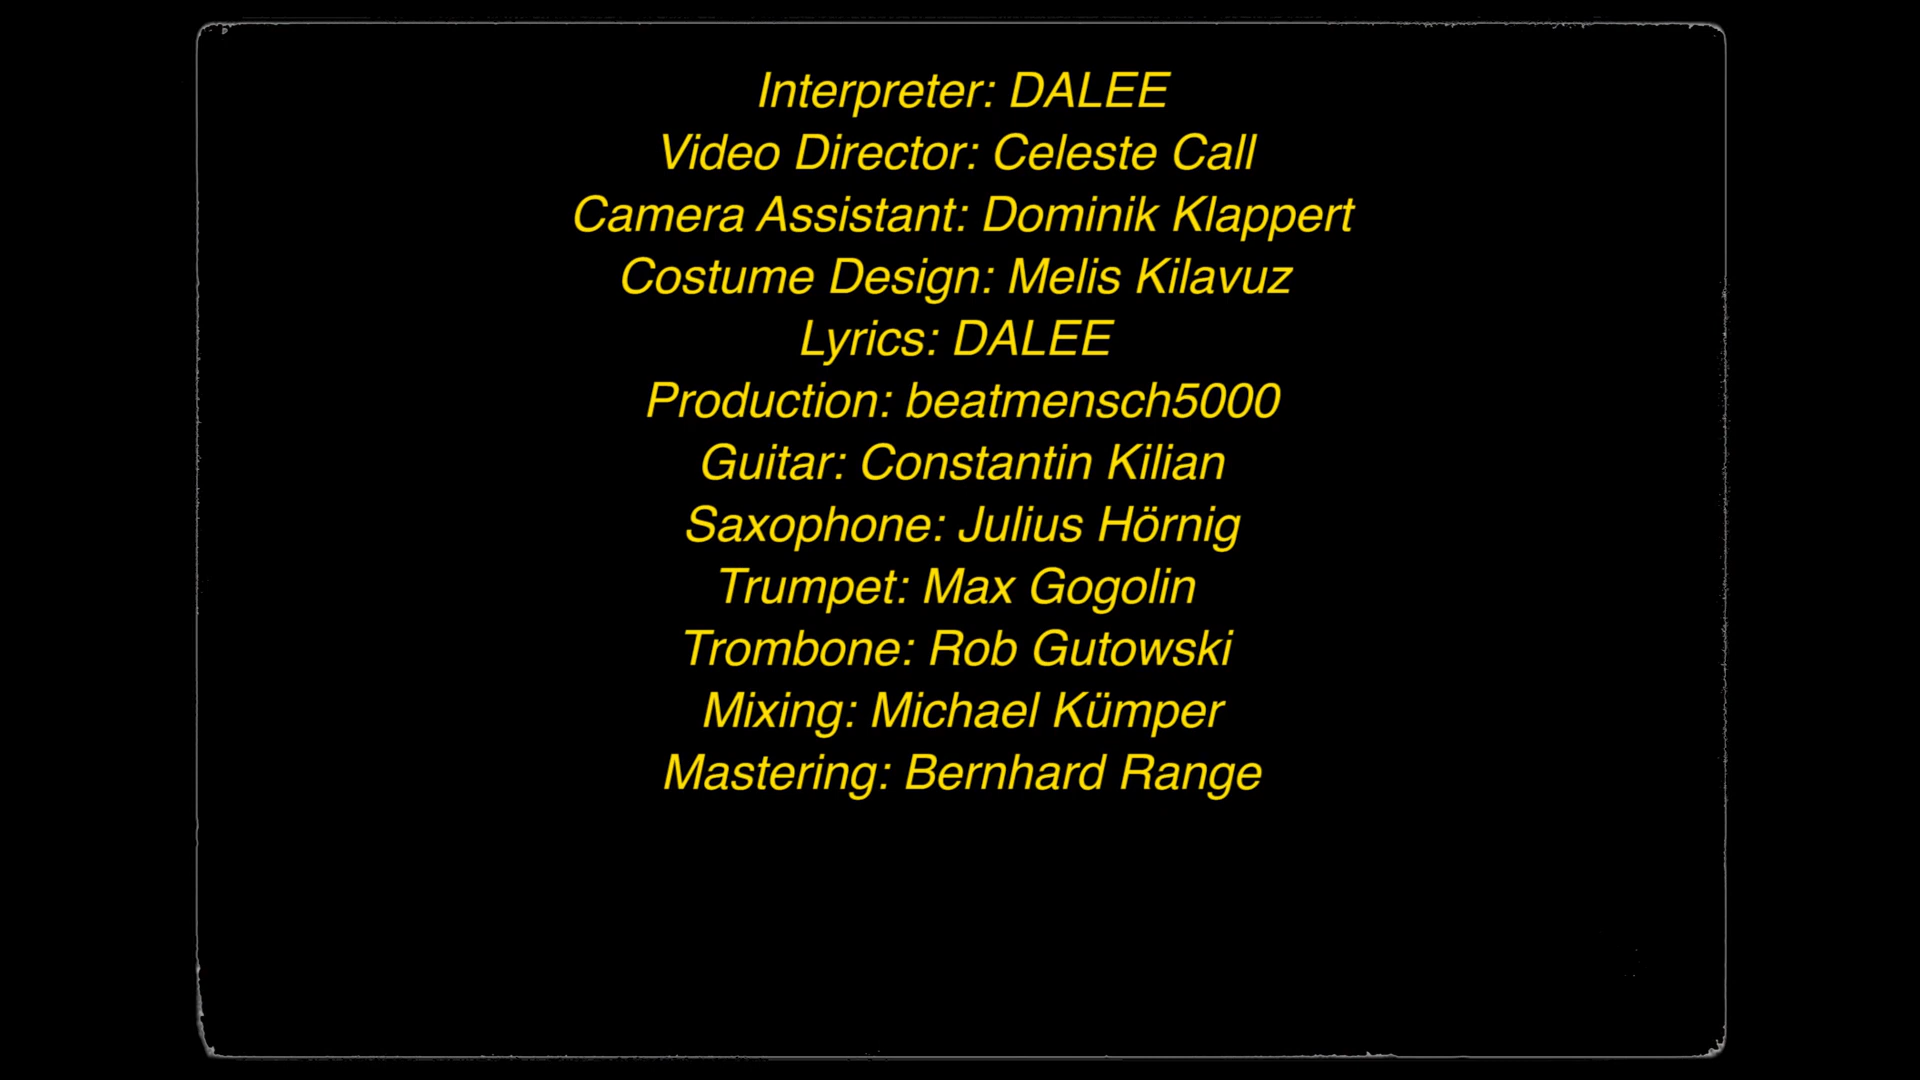 Interpreter: DALEE
Video Director: Celeste Call
Camera Assistant: Dominik Klappert
Costume Design: Melis Kilavuz
Lyrics: DALEE
Production: beatmensch5000
Guitar: Constantin Kilian
Saxophone: Julius Hörnig
Trumpet: Max Gogolin
Trombone: Rob Gutowski
Mixing: Michael Kümper
Mastering: Bernhard Range